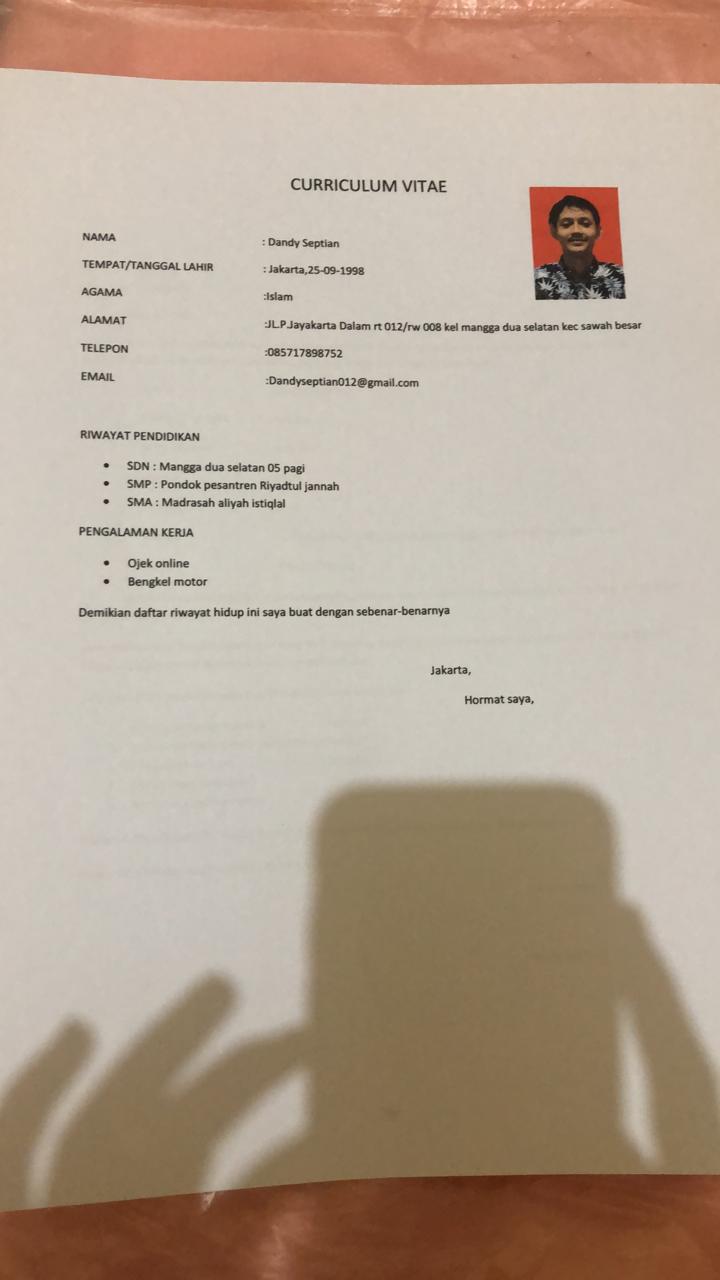 CURRICULUM VITAE
NAMA : Dandy Septian
TEMPAT/TANGGAL LAHIR : Jakarta,25-09-1998
AGAMA :Islam
ALAMAT :JL.P.Jayakarta Dalam rt 012/rw 008 kel mangga dua selatan kec sawah besar
TELEPON :085717898752
EMAIL :Dandyseptian012@gmail.com
RIWAYAT PENDIDIKAN
• SDN : Mangga dua selatan 05 pagi
• SMP : Pondok pesantren Riyadtul jannah
• SMA : Madrasah aliyah istiqlal
PENGALAMAN KERJA
• Ojek online
• Bengkel motor
Demikian daftar riwayat hidup ini saya buat dengan sebenar-benarnya
Jakarta,
Hormat saya,